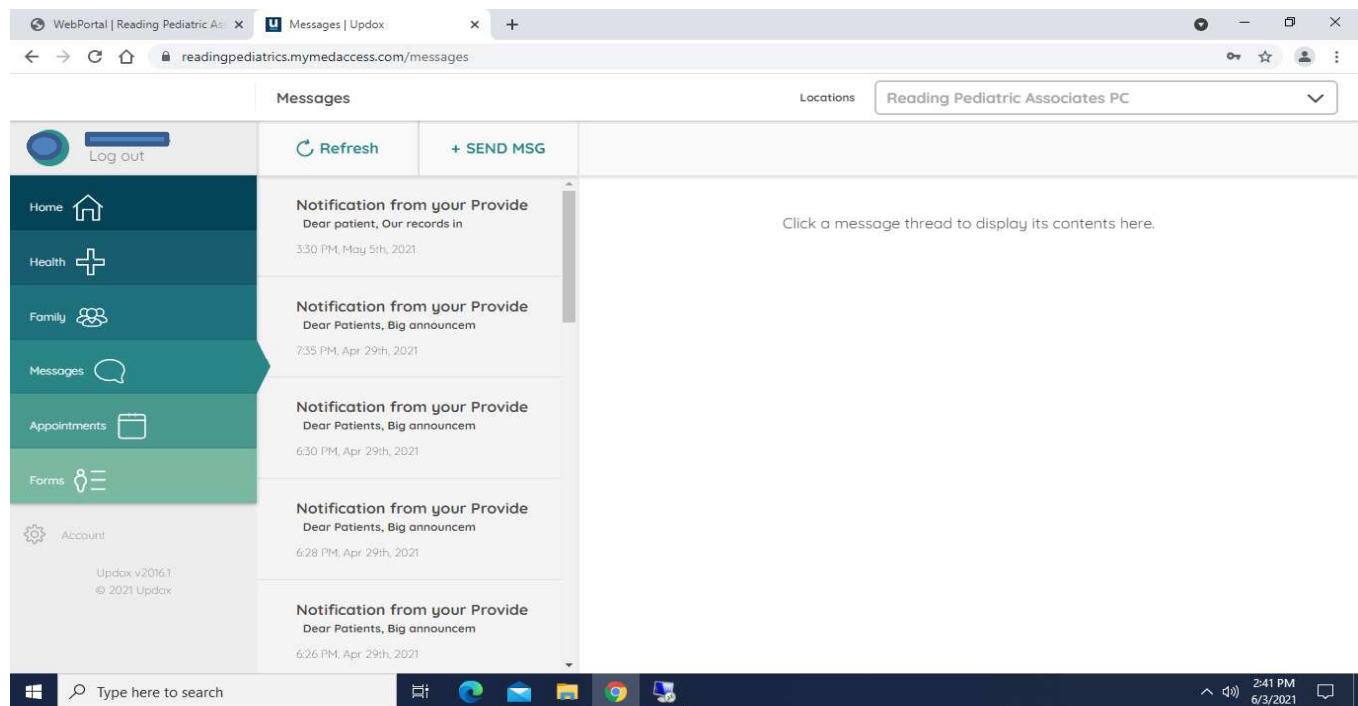 WebPortal | Reading Pediatric As
Messages | Updox
readingpediatrics.mymedaccess.com/messages
Messages
Locations
Reading Pediatric Associates PC
Log out
Refresh
+ SEND MSG
Home
Health
Family
Messages
Appointments
Forms
Account
Updox v2016.1
© 2021 Updox
Notification from your Provide
Dear patient, Our records in
3:30 PM, May 5th, 2021
Notification from your Provide
Dear Patients, Big announcem
7:35 PM, Apr 29th, 2021
Notification from your Provide
Dear Patients, Big announcem
6:30 PM, Apr 29th, 2021
Notification from your Provide
Dear Patients, Big announcem
6:28 PM, Apr 29th, 2021
Notification from your Provide
Dear Patients, Big announcem
6:26 PM, Apr 29th, 2021
Click a message thread to display its contents here.
Type here to search
2:41 PM
6/3/2021